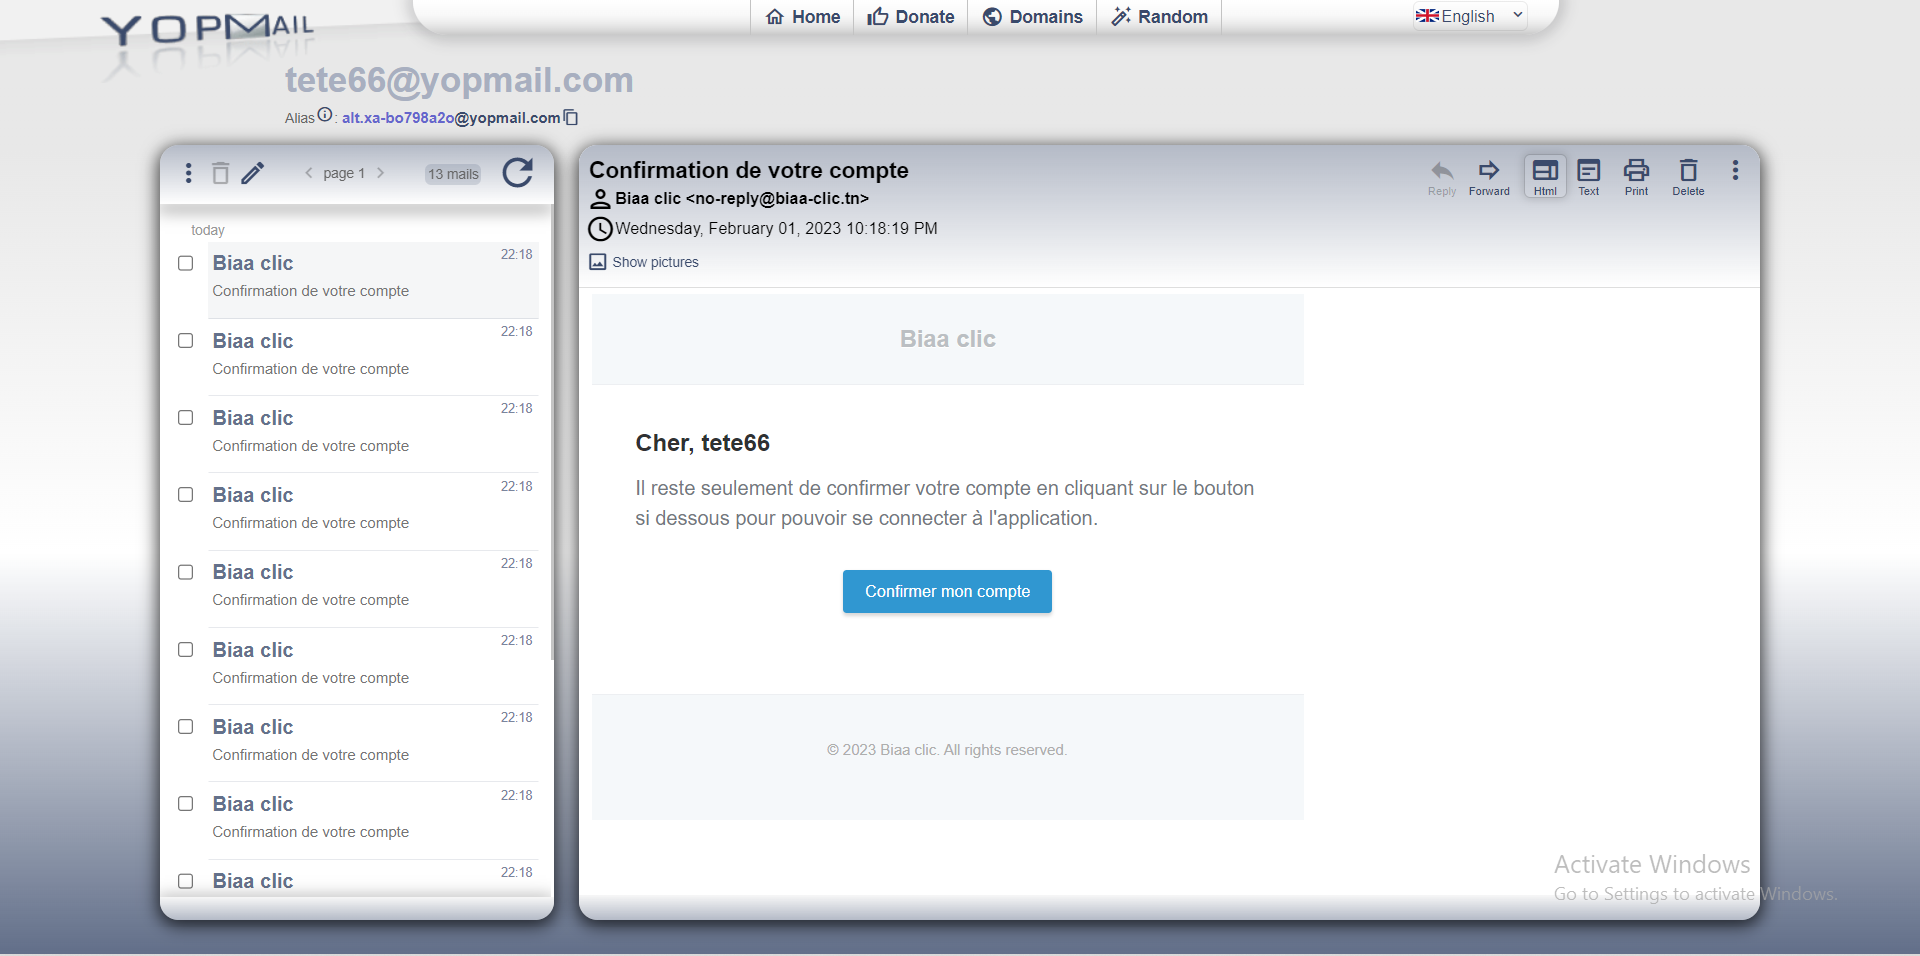 YOPMAIL
Home
Donate
Domains
Random
English
tete66@yopmail.com
Alias : alt.xa-bo798a2o@yopmail.com
page 1
13 mails
today
Biaa clic
22:18
Confirmation de votre compte
Biaa clic
22:18
Confirmation de votre compte
Biaa clic
22:18
Confirmation de votre compte
Biaa clic
22:18
Confirmation de votre compte
Biaa clic
22:18
Confirmation de votre compte
Biaa clic
22:18
Confirmation de votre compte
Biaa clic
22:18
Confirmation de votre compte
Biaa clic
22:18
Confirmation de votre compte
Biaa clic
22:18
Confirmation de votre compte
Biaa clic <no-reply@biaa-clic.tn>
Wednesday, February 01, 2023 10:18:19 PM
Show pictures
Reply
Forward
Html
Text
Print
Delete
Biaa clic
Cher, tete66
Il reste seulement de confirmer votre compte en cliquant sur le bouton
si dessous pour pouvoir se connecter à l'application.
Confirmer mon compte
© 2023 Biaa clic. All rights reserved.
Activate Windows
Go to Settings to activate Windows.